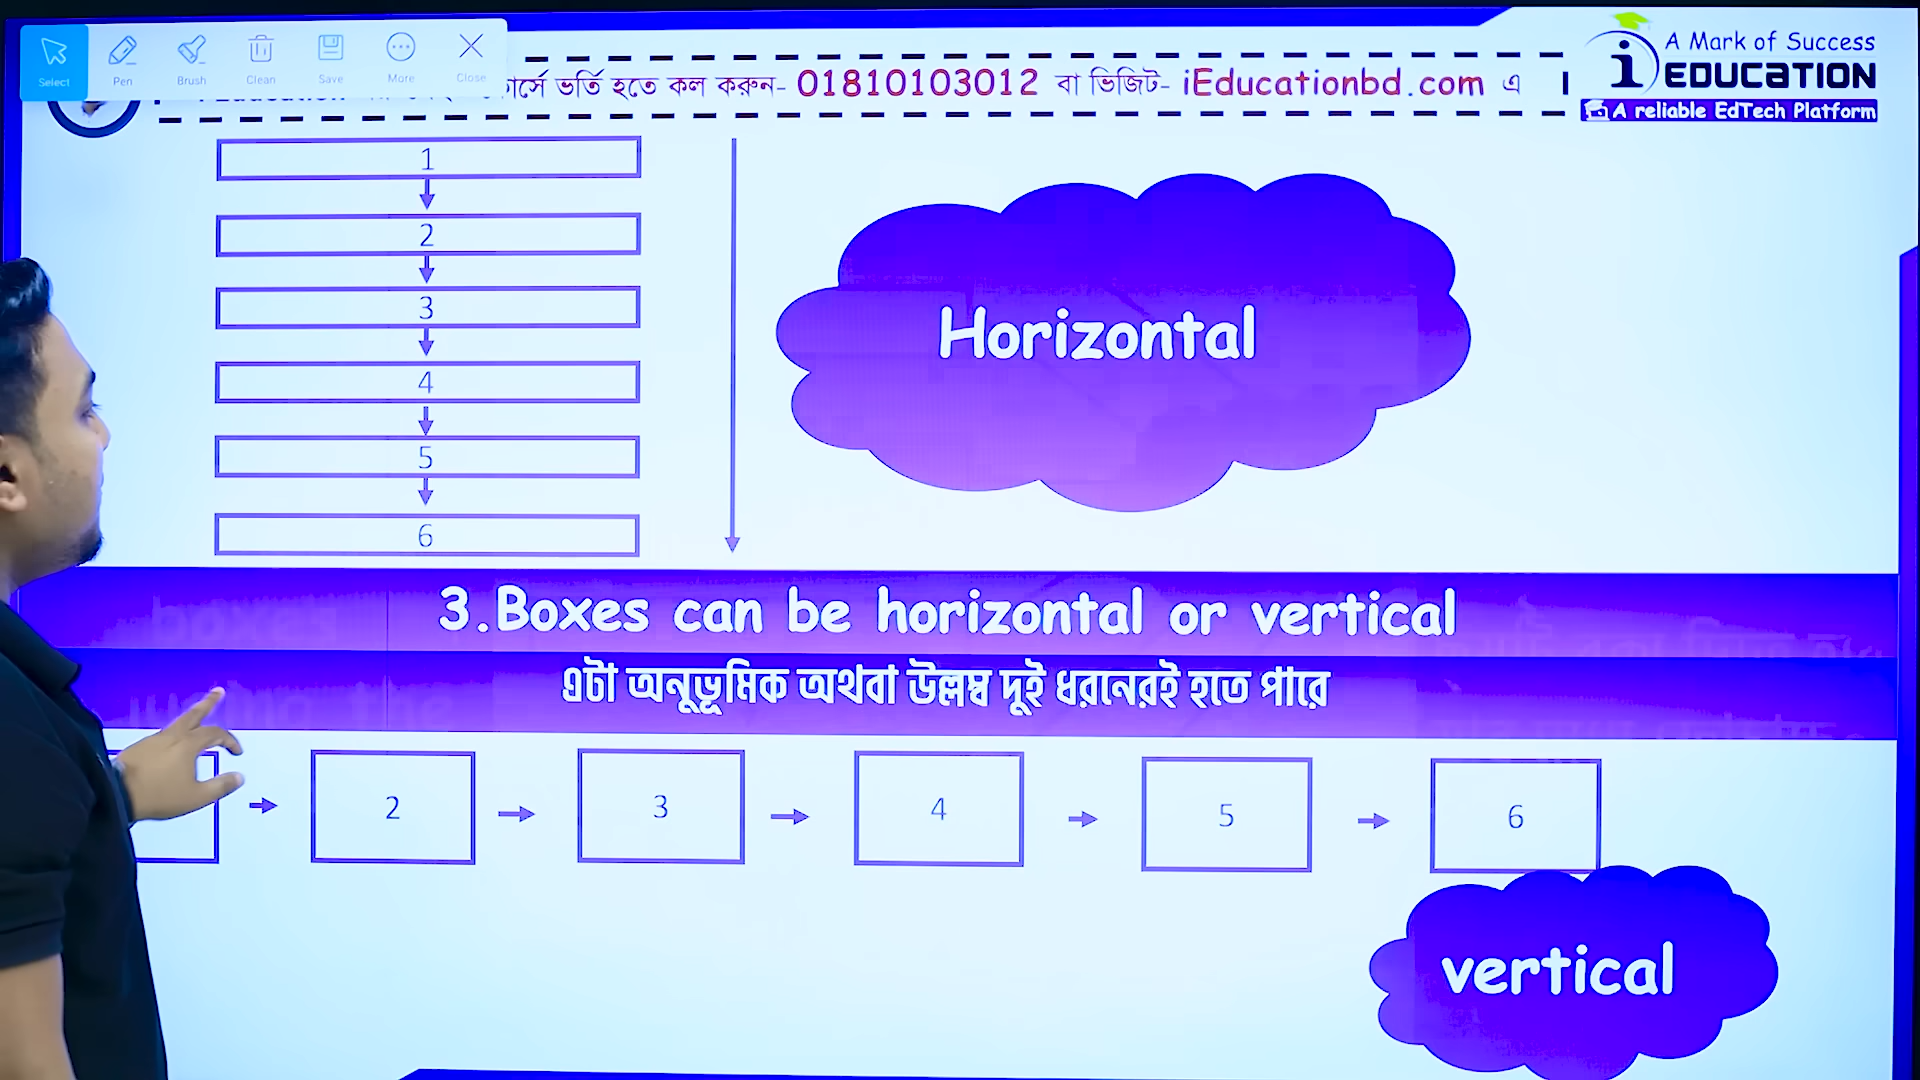 Select Pen Brush Clean Save More Close
ভর্তি হতে কল করুন- 01810103012 বা ভিজিট- iEducationbd.com এ
A Mark of Success
iEDUCATION
A reliable EdTech Platform
1
2
3
4
5
6
Horizontal
3.Boxes can be horizontal or vertical
এটা অনুভূমিক অথবা উল্লম্ব দুই ধরনেরই হতে পারে
2
3
4
5
6
vertical